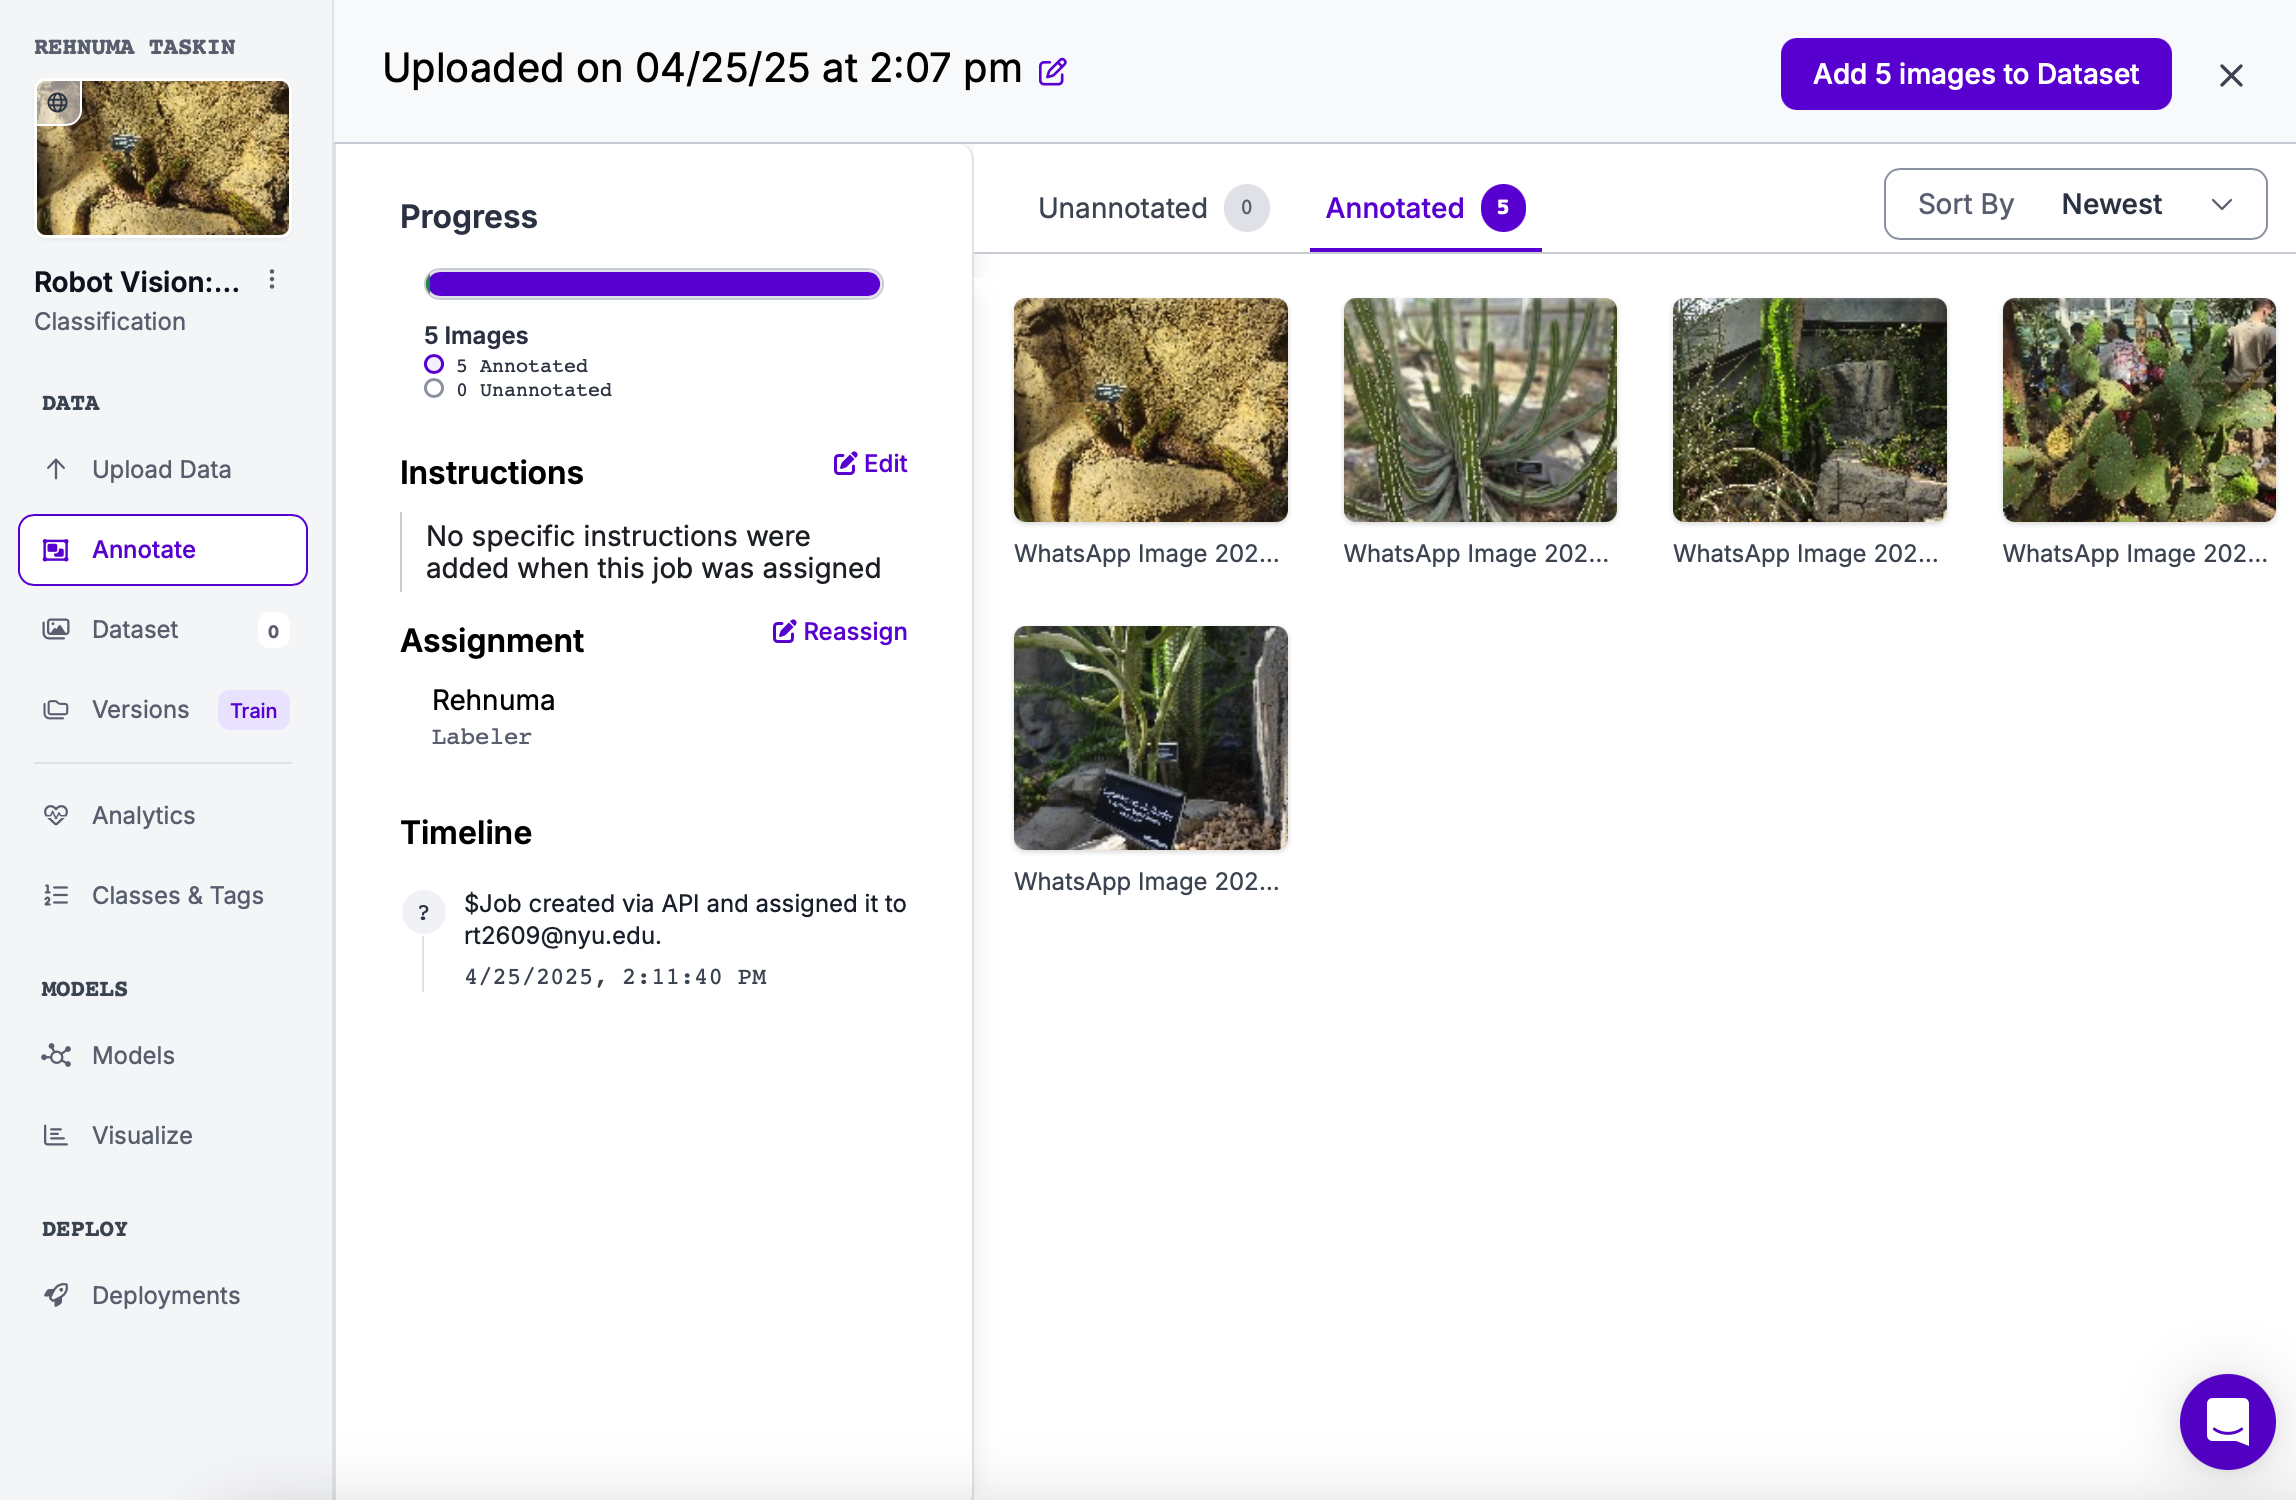 REHNUMA TASKIN
Robot Vision:...
Classification
DATA
Upload Data
Annotate
Dataset 0
Versions Train
Analytics
Classes & Tags
MODELS
Models
Visualize
DEPLOY
Deployments
Uploaded on 04/25/25 at 2:07 pm
Add 5 images to Dataset
Progress
5 Images
5 Annotated
0 Unannotated
Instructions
Edit
No specific instructions were
added when this job was assigned
Assignment
Reassign
Rehnuma
Labeler
Timeline
?
$Job created via API and assigned it to
rt2609@nyu.edu.
4/25/2025, 2:11:40 PM
Unannotated 0
Annotated 5
Sort By Newest
WhatsApp Image 202...
WhatsApp Image 202...
WhatsApp Image 202...
WhatsApp Image 202...
WhatsApp Image 202...